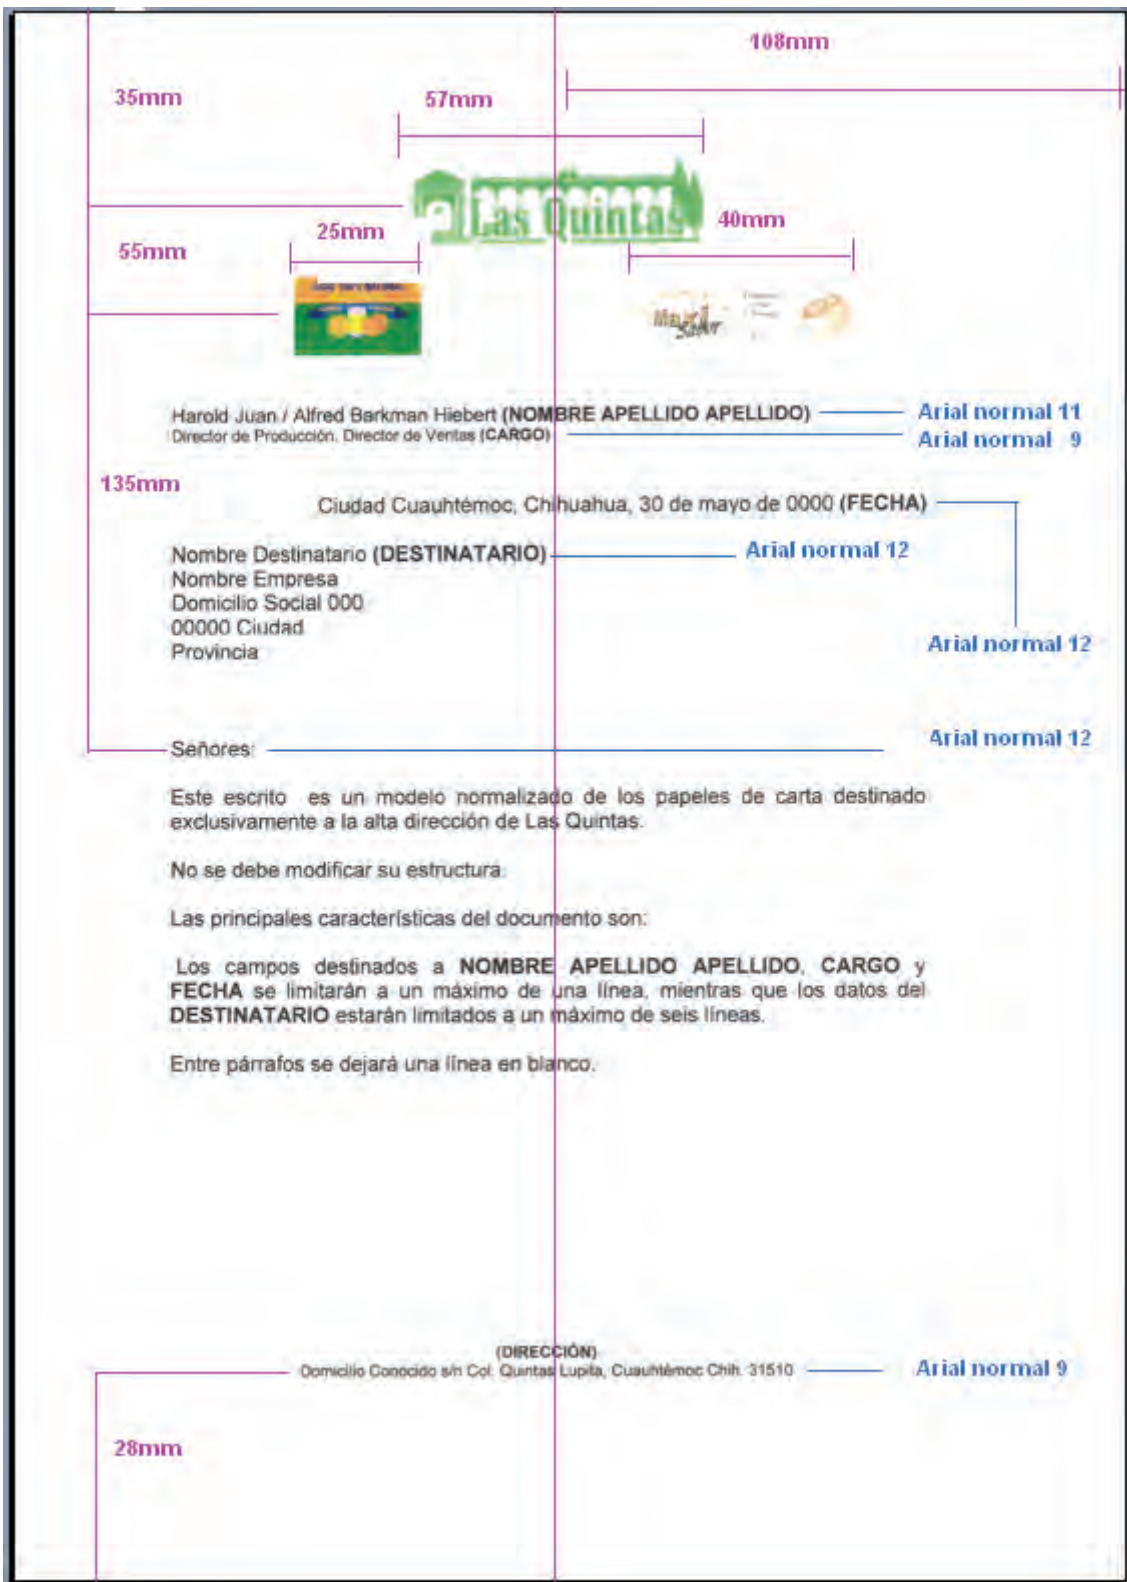 108mm
35mm
57mm
Las Quintas
25mm
40mm
55mm
Maxi
Sabor
Harold Juan / Alfred Barkman Hiebert (NOMBRE APELLIDO APELLIDO)
Arial normal 11
Director de Producción. Director de Ventas (CARGO)
Arial normal 9
135mm
Ciudad Cuauhtémoc, Chihuahua, 30 de mayo de 0000 (FECHA)
Nombre Destinatario (DESTINATARIO)
Arial normal 12
Nombre Empresa
Domicilio Social 000
00000 Ciudad
Provincia
Arial normal 12
Señores:
Arial normal 12
Este escrito es un modelo normalizado de los papeles de carta destinado
exclusivamente a la alta dirección de Las Quintas.
No se debe modificar su estructura.
Las principales características del documento son:
Los campos destinados a NOMBRE APELLIDO APELLIDO, CARGO y
FECHA se limitarán a un máximo de una línea, mientras que los datos del
DESTINATARIO estarán limitados a un máximo de seis líneas.
Entre párrafos se dejará una línea en blanco.
(DIRECCIÓN)
Domicilio Conocido s/n Col. Quintas Lupita, Cuauhtémoc Chih. 31510
Arial normal 9
28mm